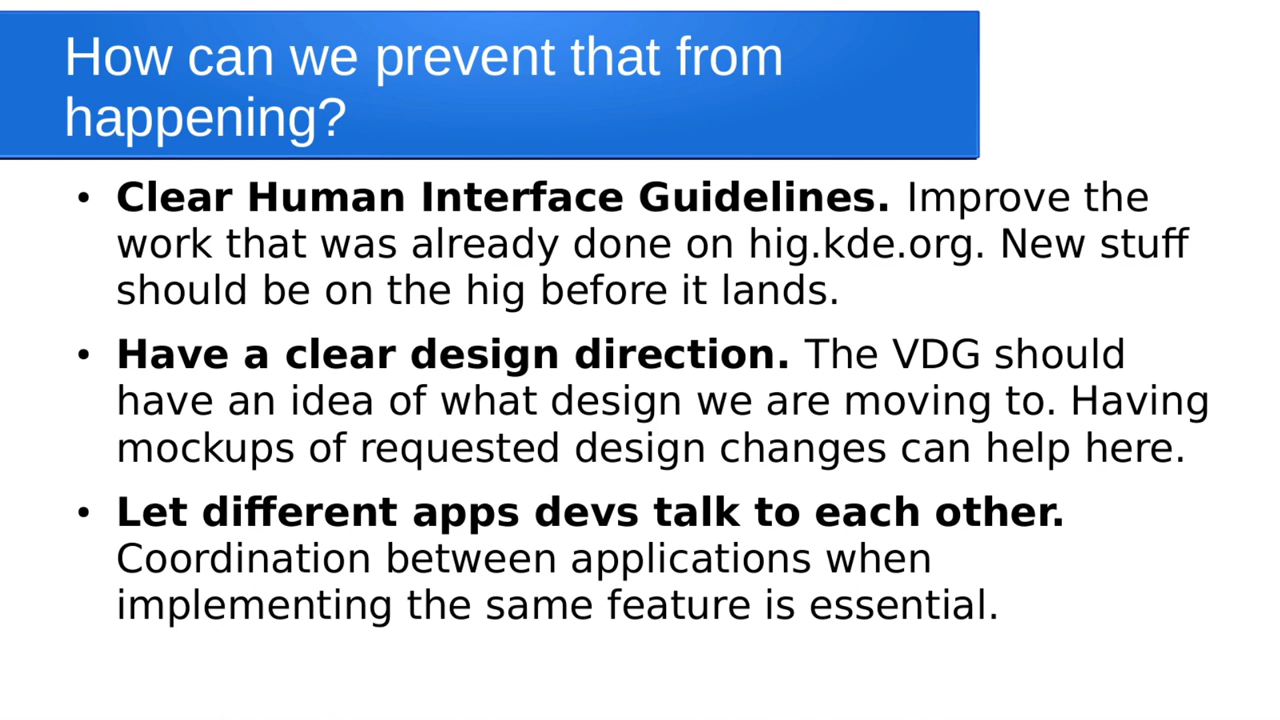 How can we prevent that from
happening?
• Clear Human Interface Guidelines. Improve the
work that was already done on hig.kde.org. New stuff
should be on the hig before it lands.
• Have a clear design direction. The VDG should
have an idea of what design we are moving to. Having
mockups of requested design changes can help here.
• Let different apps devs talk to each other.
Coordination between applications when
implementing the same feature is essential.